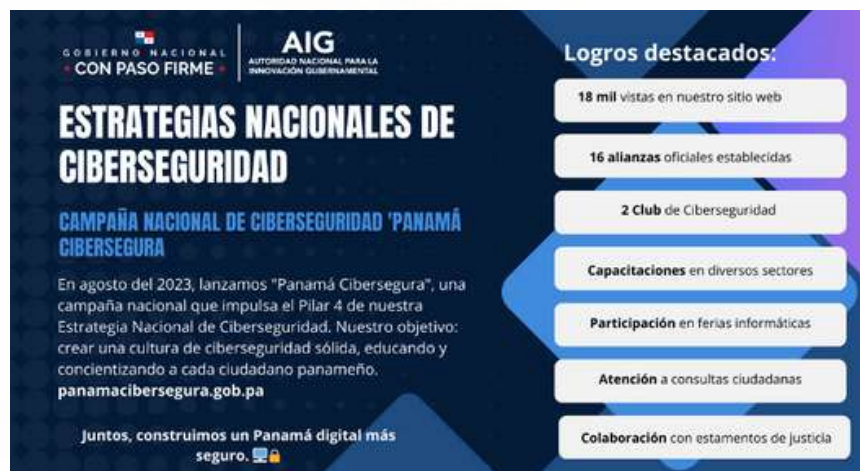 GOBIERNO NACIONAL
CON PASO FIRME
AIG
AUTORIDAD NACIONAL PARA LA
INNOVACIÓN GUBERNAMENTAL
ESTRATEGIAS NACIONALES DE
CIBERSEGURIDAD
CAMPAÑA NACIONAL DE CIBERSEGURIDAD 'PANAMÁ
CIBERSEGURA
En agosto del 2023, lanzamos "Panamá Cibersegura", una
campaña nacional que impulsa el Pilar 4 de nuestra
Estrategia Nacional de Ciberseguridad. Nuestro objetivo:
crear una cultura de ciberseguridad sólida, educando y
concientizando a cada ciudadano panameño.
panamacibersegura.gob.pa
Juntos, construimos un Panamá digital más
seguro. 💻🔒
Logros destacados:
18 mil vistas en nuestro sitio web
16 alianzas oficiales establecidas
2 Club de Ciberseguridad
Capacitaciones en diversos sectores
Participación en ferias informáticas
Atención a consultas ciudadanas
Colaboración con estamentos de justicia